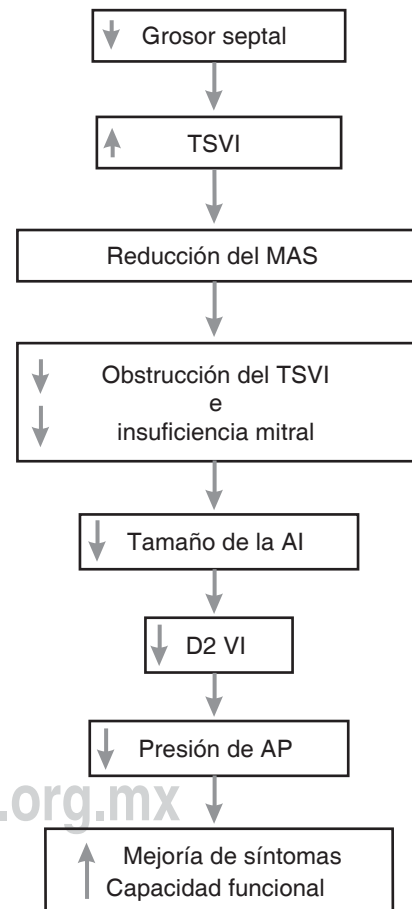 ↓ Grosor septal
↑ TSVI
Reducción del MAS
↓ Obstrucción del TSVI
e
↓ insuficiencia mitral
↓ Tamaño de la AI
↓ D2 VI
↓ Presión de AP
.org.mx
↑ Mejoría de síntomas
Capacidad funcional